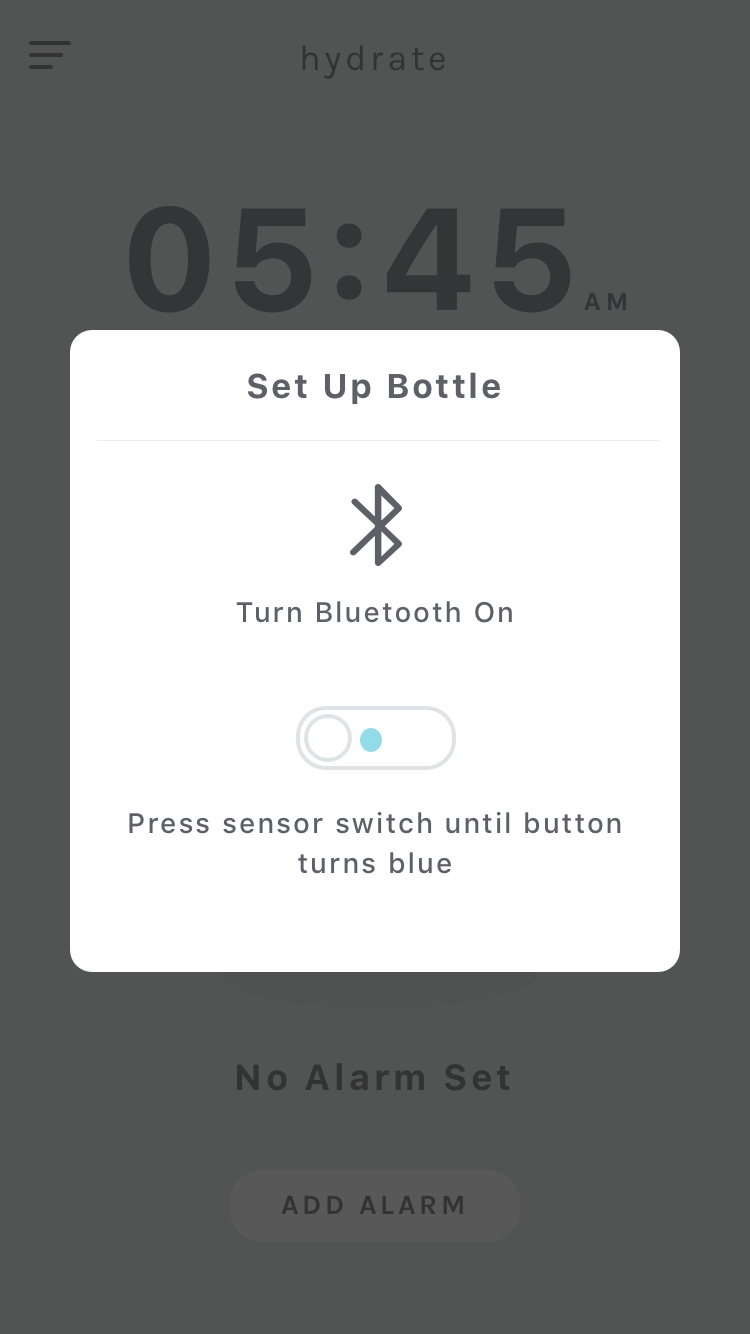 hydrate
05:45 AM
Set Up Bottle
Turn Bluetooth On
Press sensor switch until button
turns blue
No Alarm Set
ADD ALARM